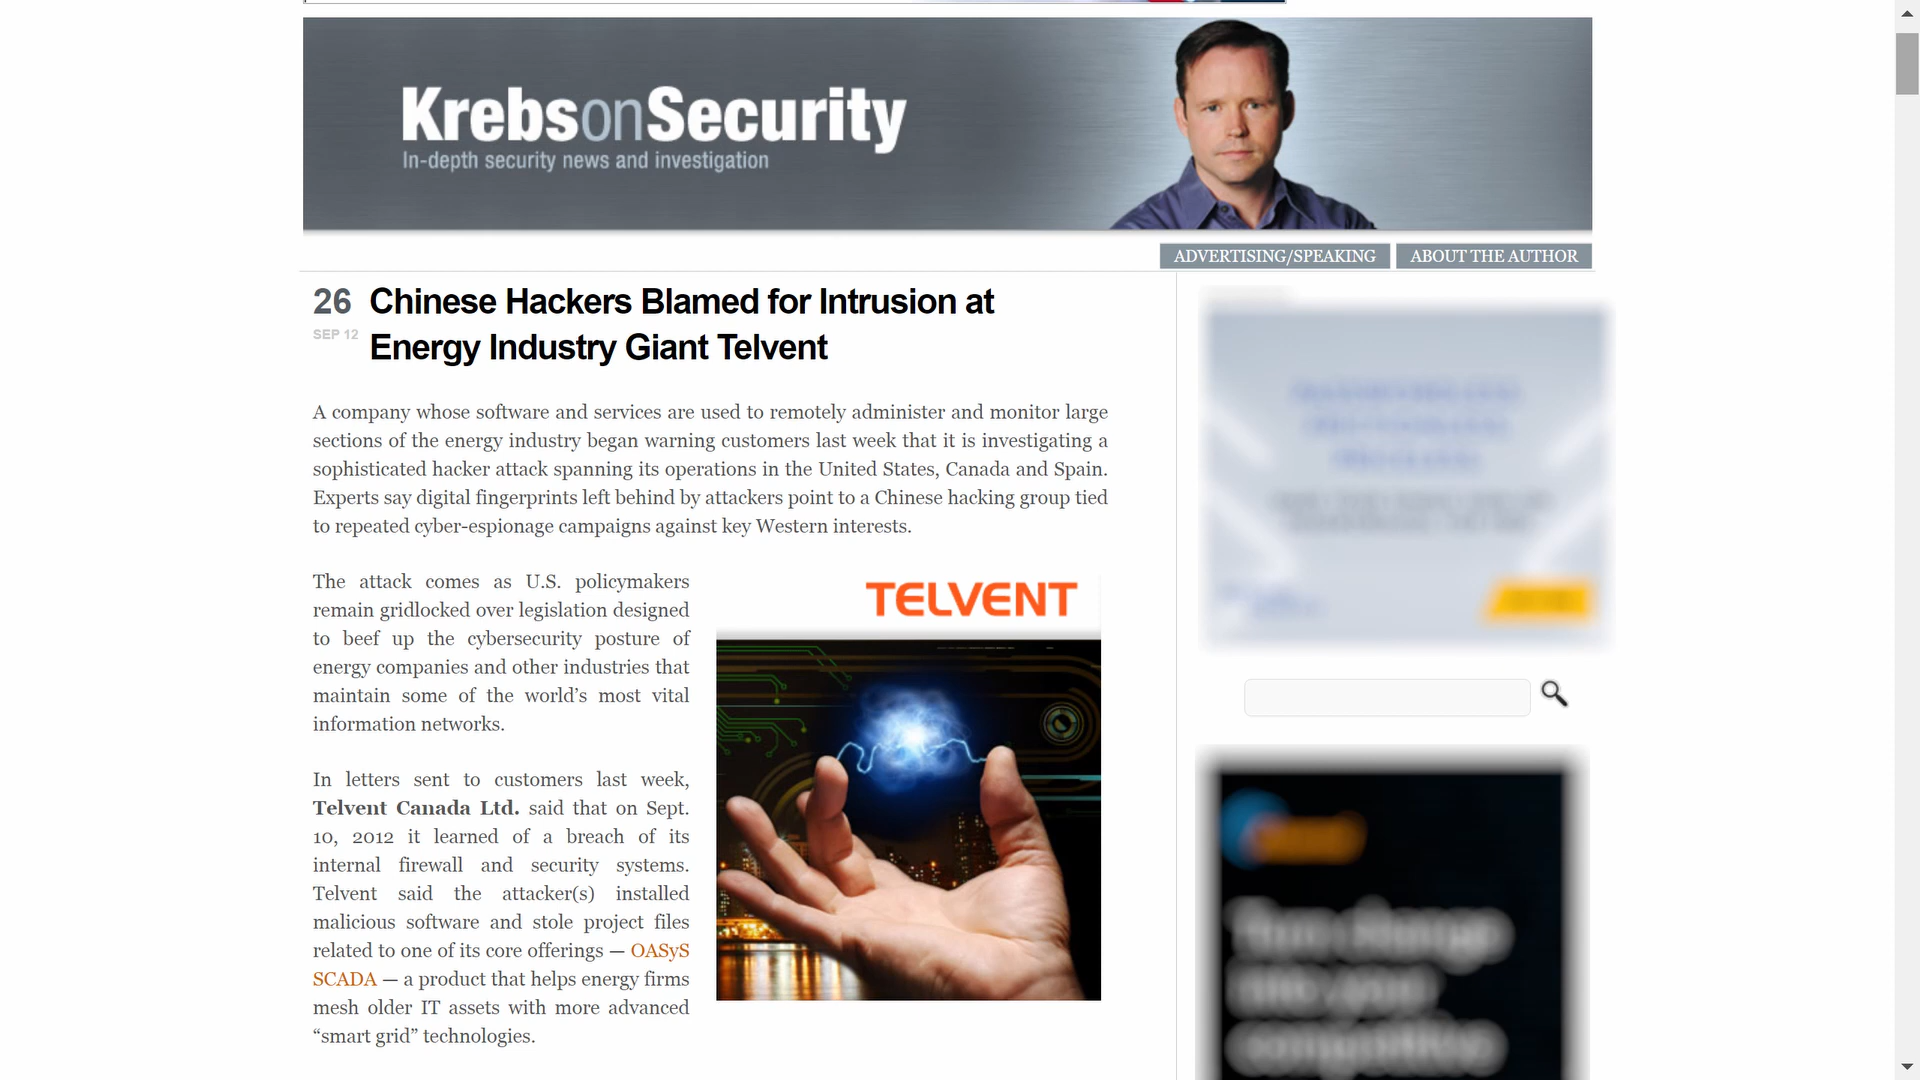 KrebsonSecurity
In-depth security news and investigation
ADVERTISING/SPEAKING
ABOUT THE AUTHOR
26
SEP 12
Chinese Hackers Blamed for Intrusion at
Energy Industry Giant Telvent
A company whose software and services are used to remotely administer and monitor large
sections of the energy industry began warning customers last week that it is investigating a
sophisticated hacker attack spanning its operations in the United States, Canada and Spain.
Experts say digital fingerprints left behind by attackers point to a Chinese hacking group tied
to repeated cyber-espionage campaigns against key Western interests.
The attack comes as U.S. policymakers
remain gridlocked over legislation designed
to beef up the cybersecurity posture of
energy companies and other industries that
maintain some of the world’s most vital
information networks.
In letters sent to customers last week,
Telvent Canada Ltd. said that on Sept.
10, 2012 it learned of a breach of its
internal firewall and security systems.
Telvent said the attacker(s) installed
malicious software and stole project files
related to one of its core offerings — OASyS
SCADA — a product that helps energy firms
mesh older IT assets with more advanced
“smart grid” technologies.
TELVENT